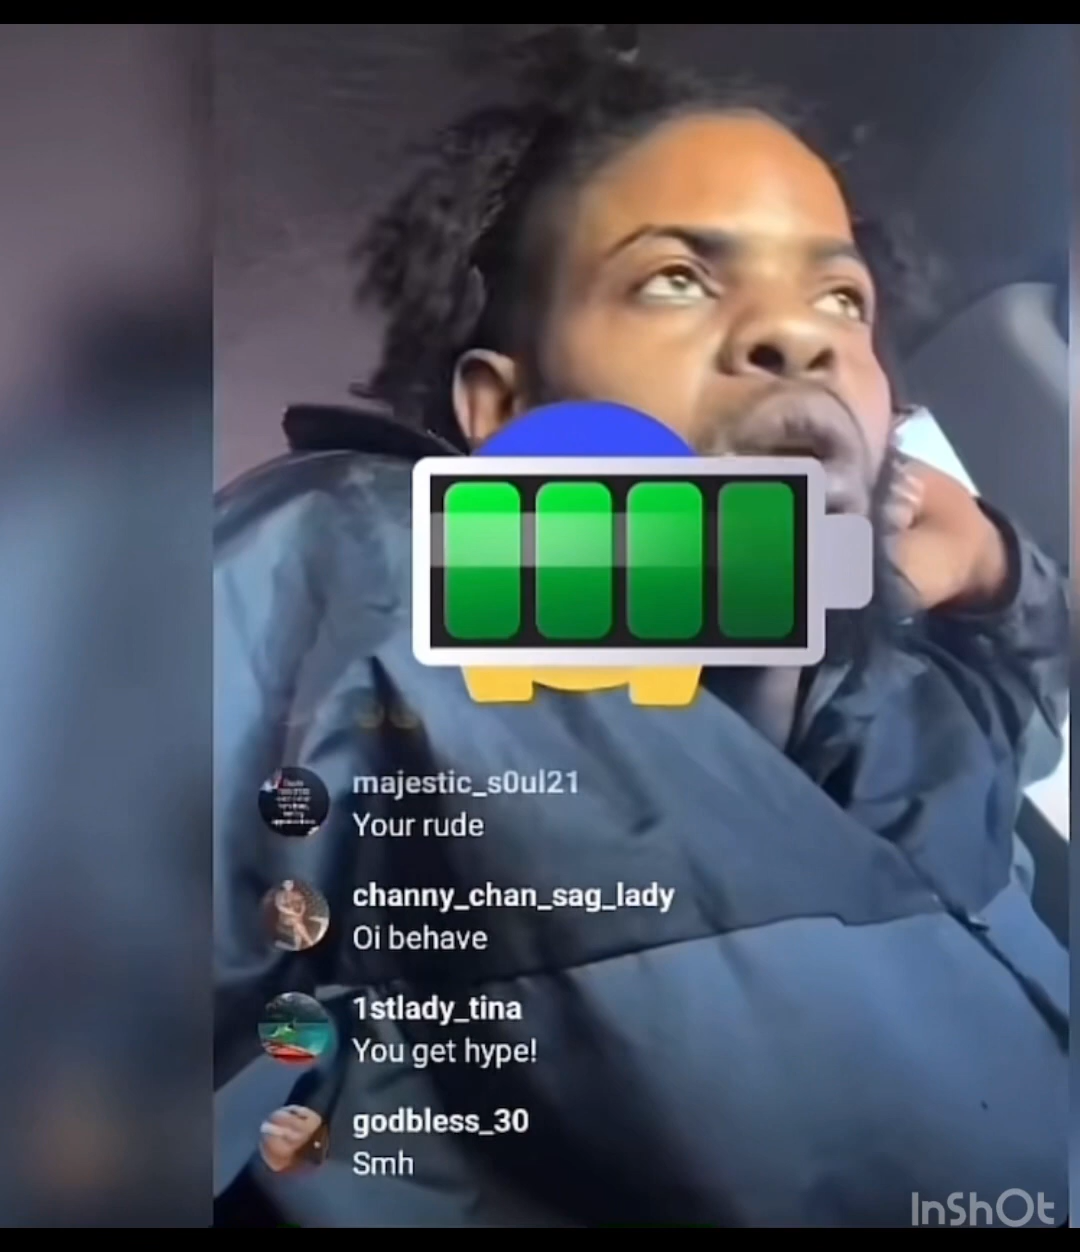 majestic_s0ul21
Your rude
channy_chan_sag_lady
Oi behave
1stlady_tina
You get hype!
godbless_30
Smh
InShOt